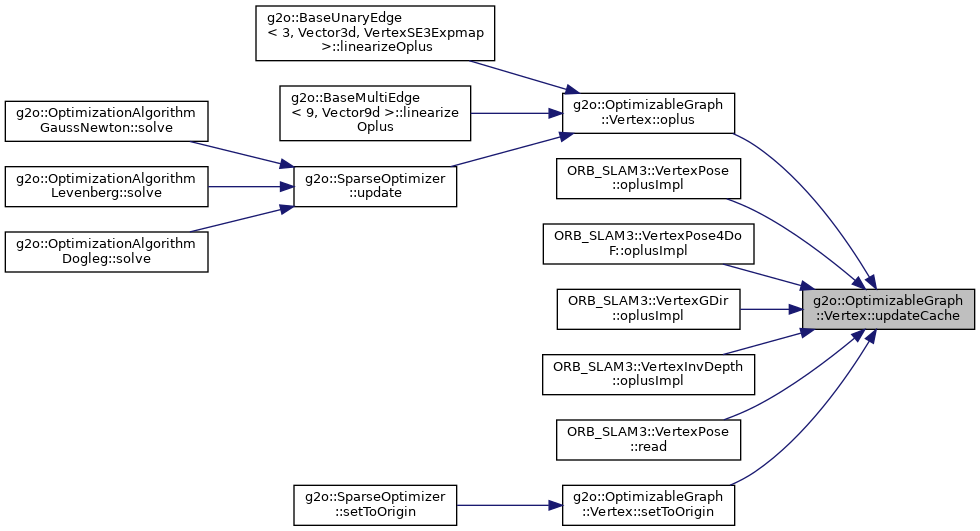 g2o::BaseUnaryEdge
< 3, Vector3d, VertexSE3Expmap
>::linearizeOplus
g2o::BaseMultiEdge
< 9, Vector9d >::linearize
Oplus
g2o::OptimizableGraph
::Vertex::oplus
g2o::OptimizationAlgorithm
GaussNewton::solve
g2o::OptimizationAlgorithm
Levenberg::solve
g2o::SparseOptimizer
::update
g2o::OptimizationAlgorithm
Dogleg::solve
ORB_SLAM3::VertexPose
::oplusImpl
ORB_SLAM3::VertexPose4Do
F::oplusImpl
ORB_SLAM3::VertexGDir
::oplusImpl
g2o::OptimizableGraph
::Vertex::updateCache
ORB_SLAM3::VertexInvDepth
::oplusImpl
ORB_SLAM3::VertexPose
::read
g2o::SparseOptimizer
::setToOrigin
g2o::OptimizableGraph
::Vertex::setToOrigin